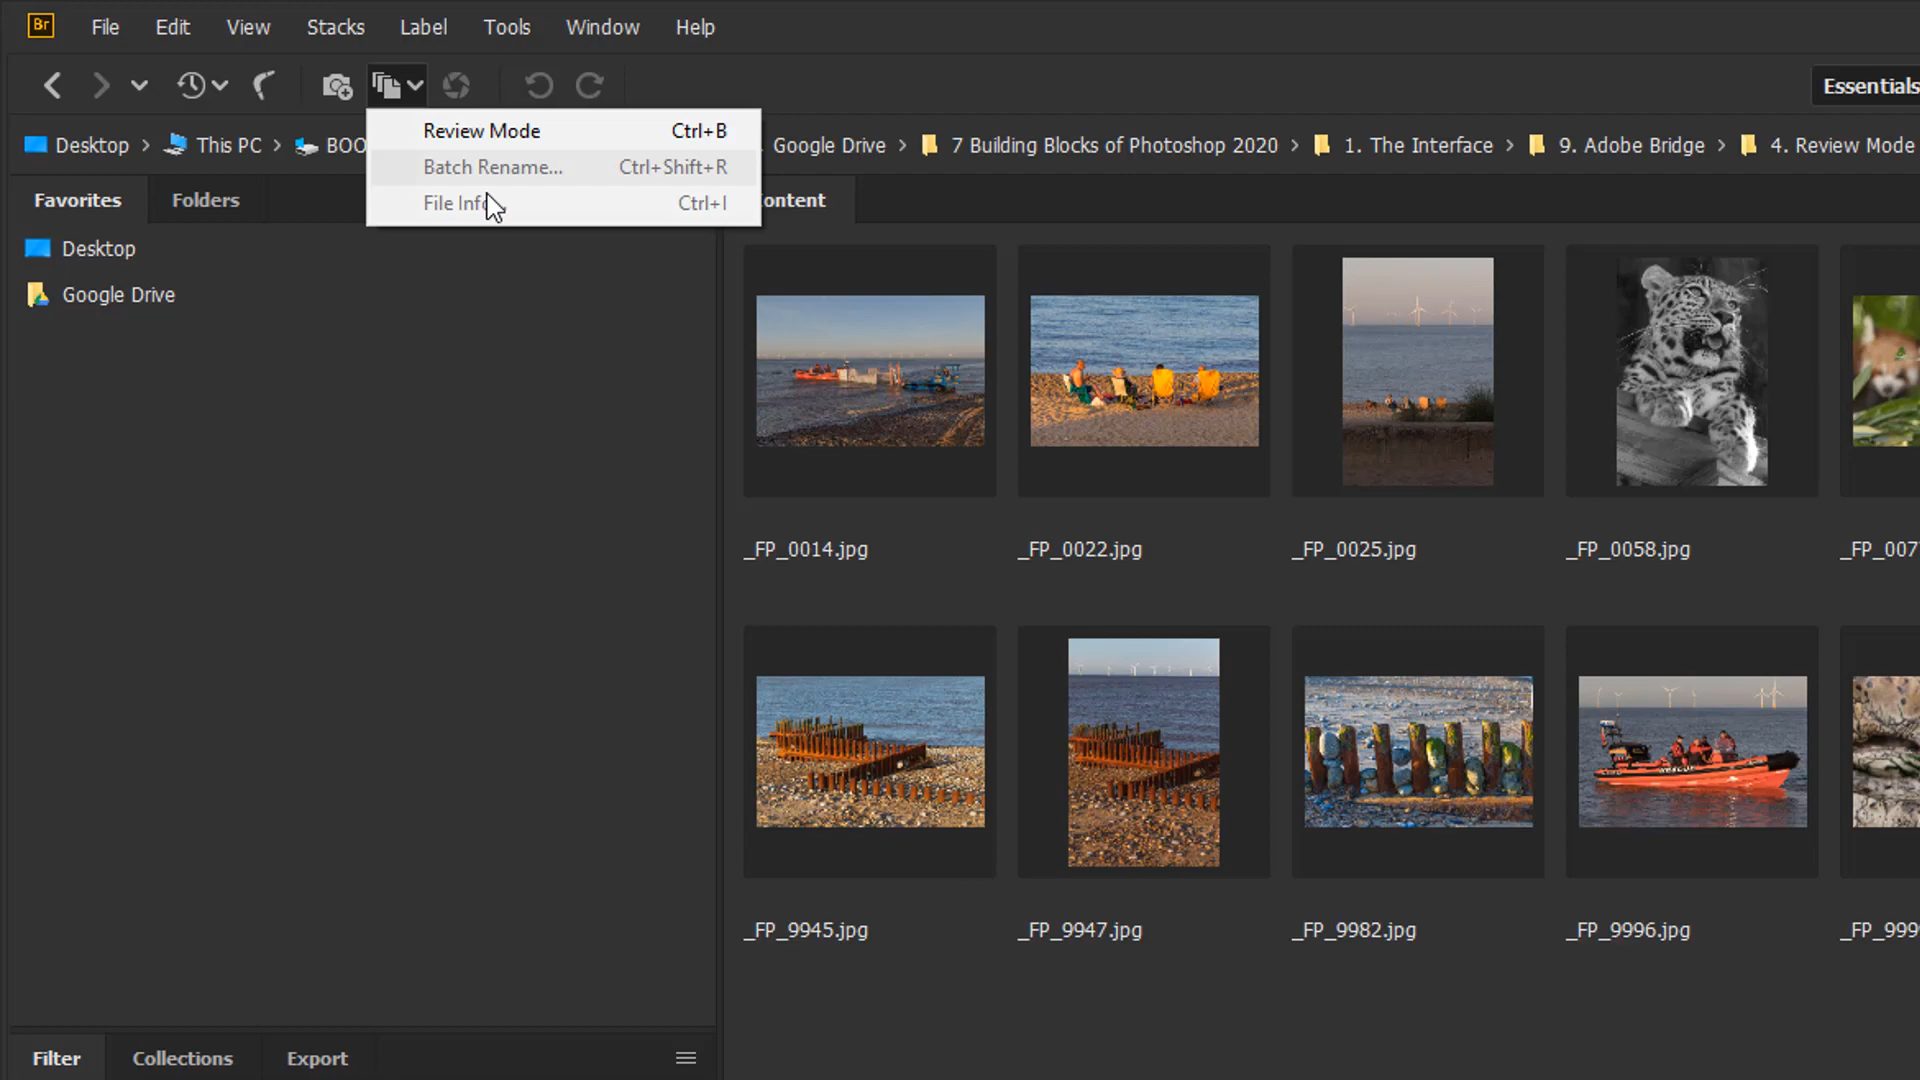 Br File Edit View Stacks Label Tools Window Help
Essentials
Review Mode Ctrl+B
Desktop This PC BOO Google Drive 7 Building Blocks of Photoshop 2020 1. The Interface 9. Adobe Bridge 4. Review Mode
Batch Rename... Ctrl+Shift+R
Favorites Folders
File Ctrl+I
ontent
Desktop
Google Drive
_FP_0014.jpg _FP_0022.jpg _FP_0025.jpg _FP_0058.jpg _FP_007
_FP_9945.jpg _FP_9947.jpg _FP_9982.jpg _FP_9996.jpg _FP_999
Filter Collections Export